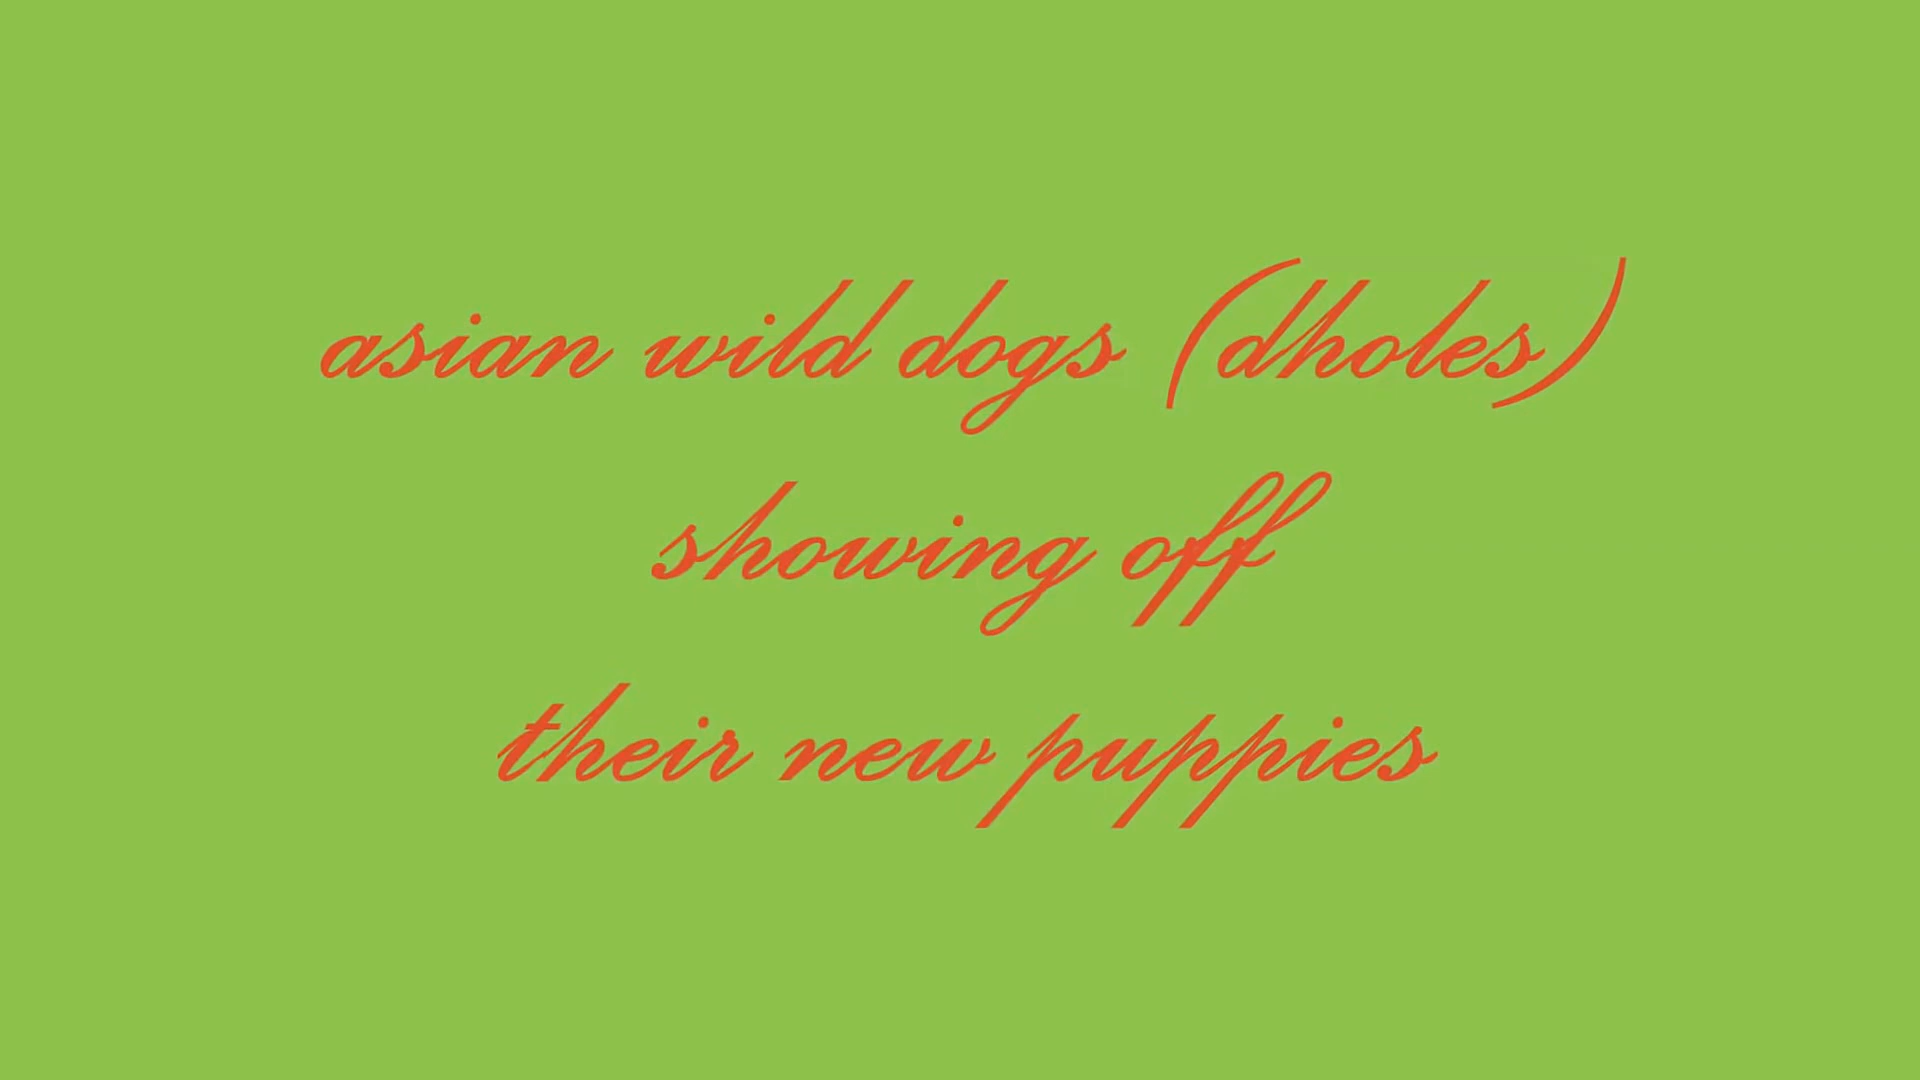 asian wild dogs (dholes)
showing off
their new puppies